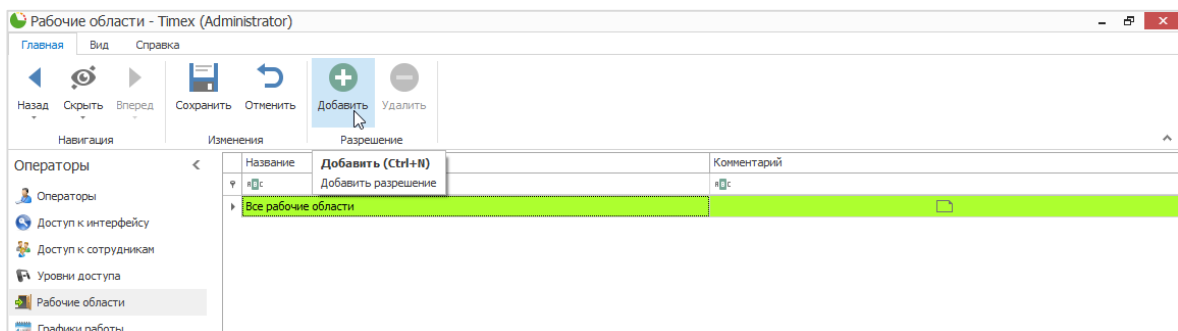 Рабочие области - Timex (Administrator)
Главная Вид Справка
Назад Скрыть Вперед Сохранить Отменить Добавить Удалить
Навигация Изменения Разрешение
Операторы
Название Комментарий
Добавить (Ctrl+N)
Добавить разрешение
Все рабочие области
Операторы
Доступ к интерфейсу
Доступ к сотрудникам
Уровни доступа
Рабочие области
Графики работы